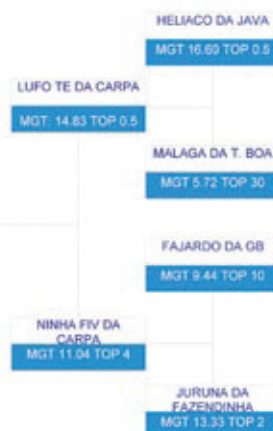 HELIACO DA JAVA
MGT 16.60 TOP 0.5
LUFO TE DA CARPA
MGT: 14.83 TOP 0.5
MALAGA DA T. BOA
MGT 5.72 TOP 30
FAJARDO DA GB
MGT 9.44 TOP 10
NINHA FIV DA
CARPA
MGT 11.04 TOP 4
JURUNA DA
FAZENDINHA
MGT 13.33 TOP 2